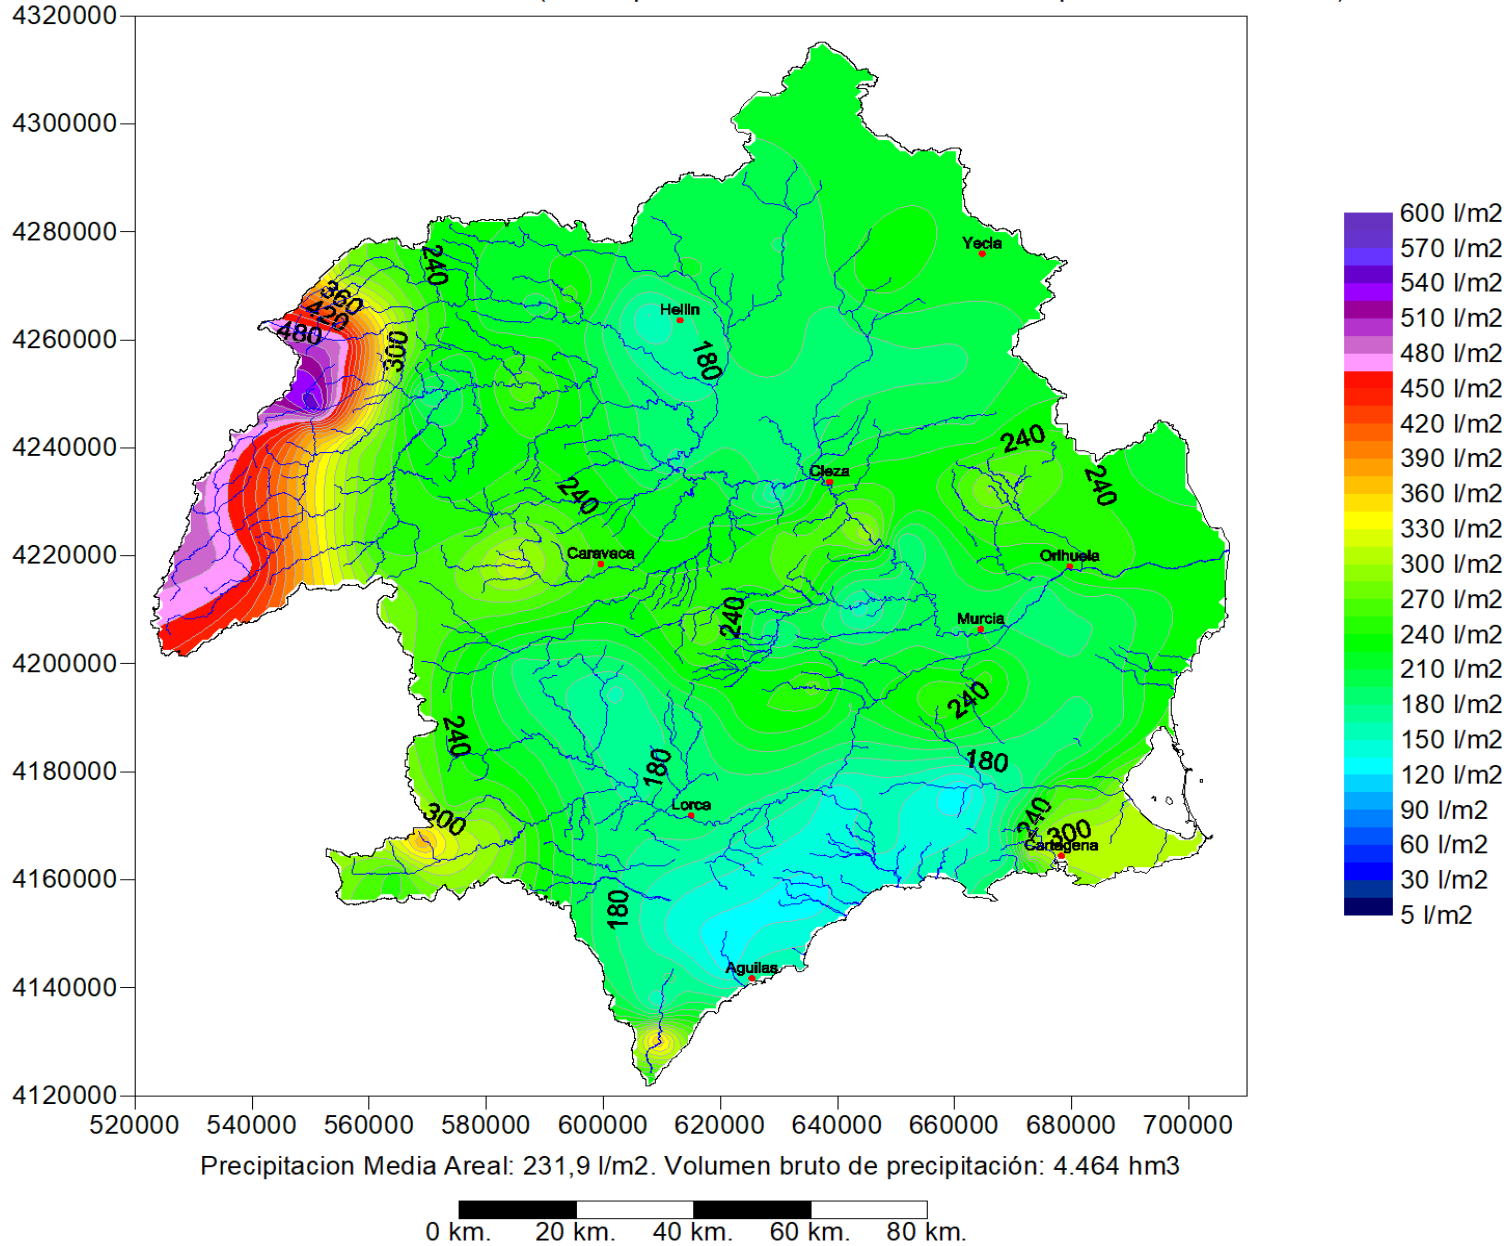 4320000
4300000
4280000
4260000
4240000
4220000
4200000
4180000
4160000
4140000
4120000
520000 540000 560000 580000 600000 620000 640000 660000 680000 700000
Yecla
240
360
420
480
300
Hellin
180
240
240
Cieza
240
Caravaca
Orihuela
240
Murcia
240
240
180
180
Lorca
300
240
300
Cartagena
180
Aguilas
600 l/m2
570 l/m2
540 l/m2
510 l/m2
480 l/m2
450 l/m2
420 l/m2
390 l/m2
360 l/m2
330 l/m2
300 l/m2
270 l/m2
240 l/m2
210 l/m2
180 l/m2
150 l/m2
120 l/m2
90 l/m2
60 l/m2
30 l/m2
5 l/m2
Precipitacion Media Areal: 231,9 l/m2. Volumen bruto de precipitación: 4.464 hm3
0 km. 20 km. 40 km. 60 km. 80 km.